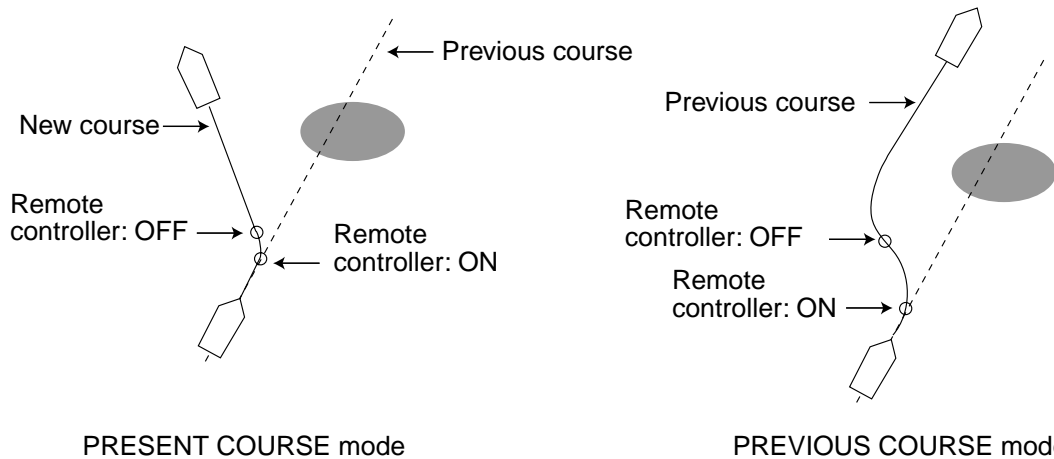 Previous course
New course
Remote
controller: OFF
Remote
controller: ON
PRESENT COURSE mode
Previous course
Remote
controller: OFF
Remote
controller: ON
PREVIOUS COURSE mod